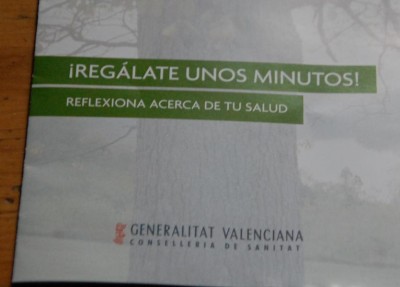 ¡REGÁLATE UNOS MINUTOS!
REFLEXIONA ACERCA DE TU SALUD
GENERALITAT VALENCIANA
CONSELLERIA DE SANITAT